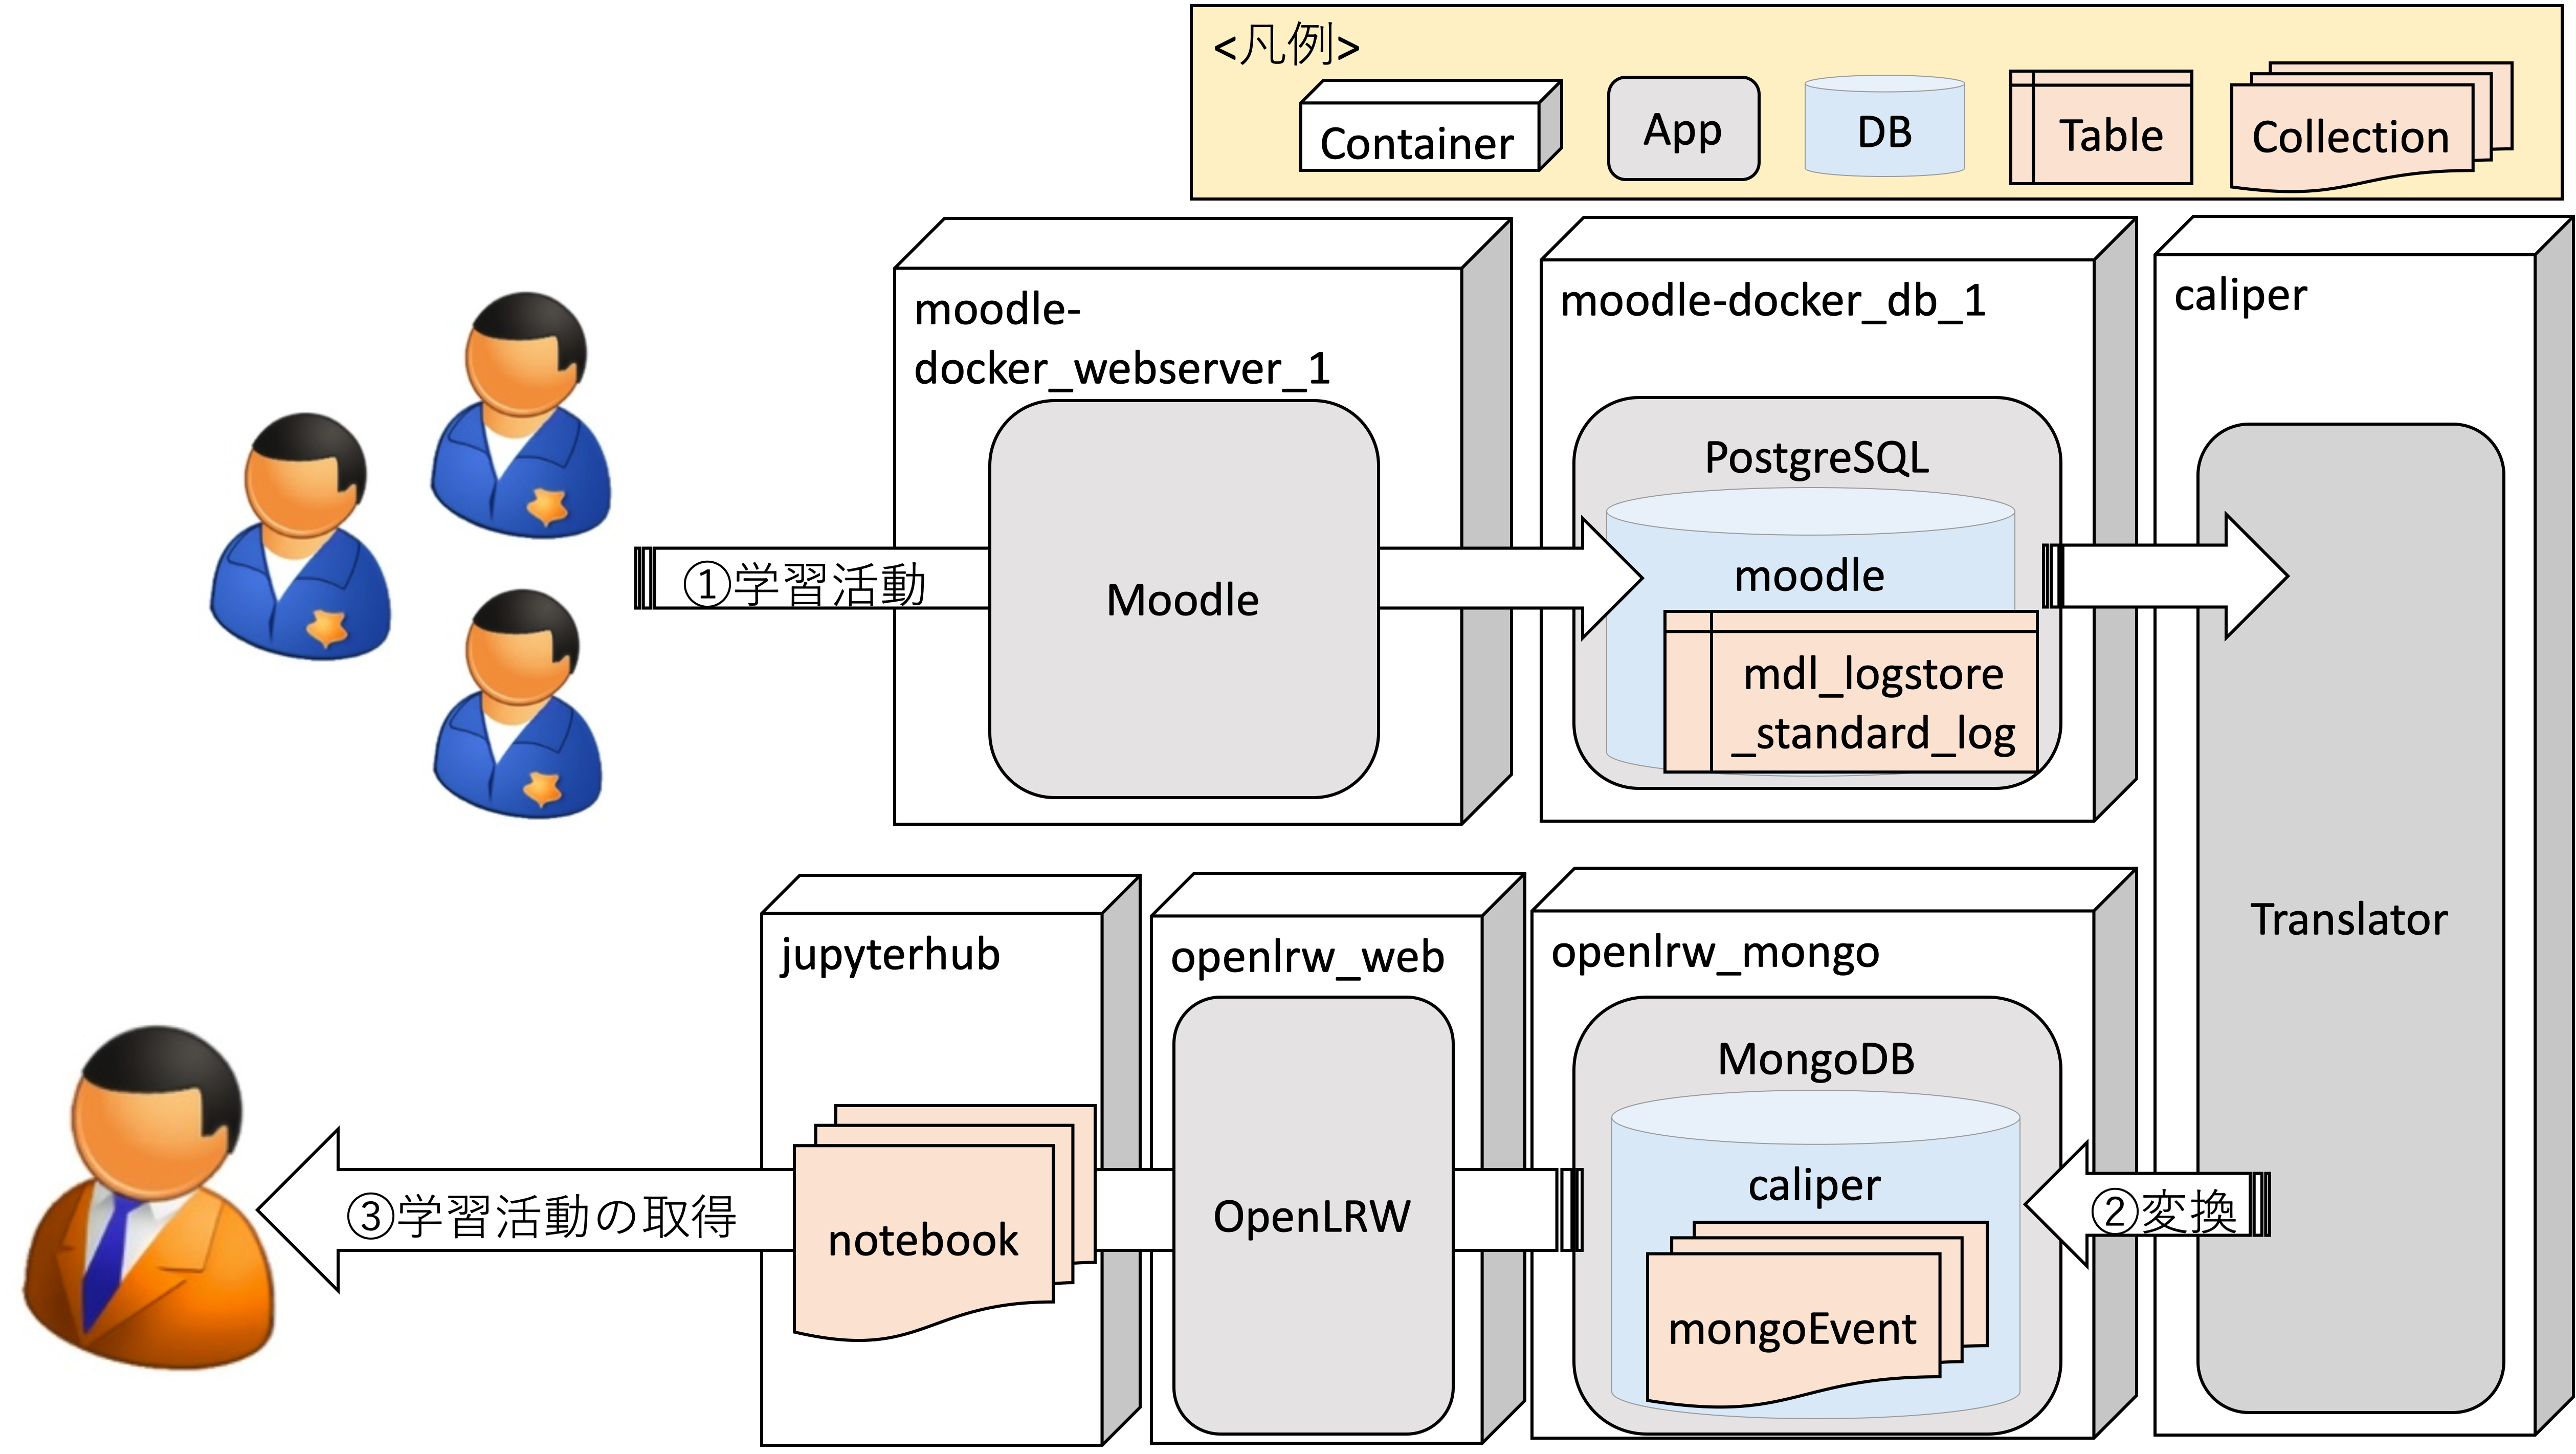 <凡例>
Container
App
DB
Table
Collection
moodle-
docker_webserver_1
moodle-docker_db_1
caliper
PostgreSQL
①学習活動
Moodle
moodle
mdl_logstore
_standard_log
Translator
jupyterhub
openlrw_web
openlrw_mongo
MongoDB
③学習活動の取得
notebook
OpenLRW
caliper
②変換
mongoEvent